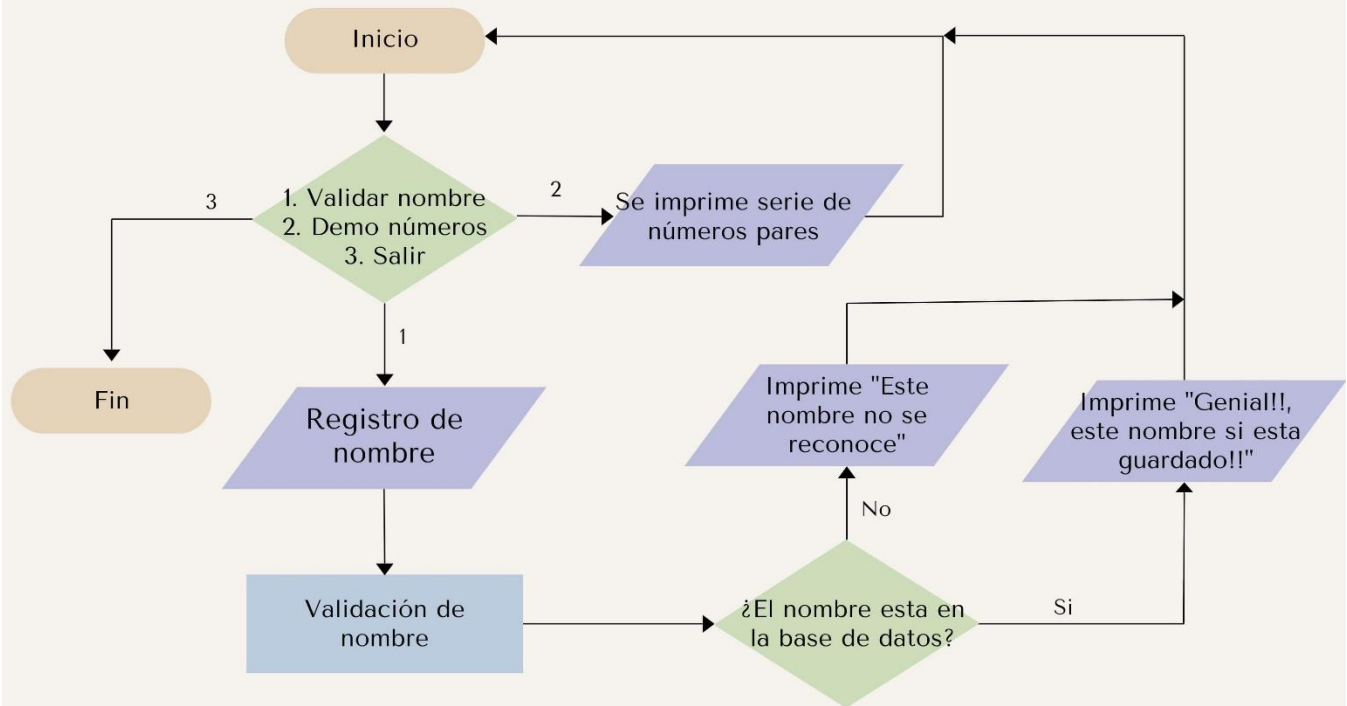 Inicio
1. Validar nombre
2. Demo números
3. Salir
3
2
Se imprime serie de
números pares
1
Fin
Registro de
nombre
Imprime "Este
nombre no se
reconoce"
Imprime "Genial!!,
este nombre si esta
guardado!!"
No
Validación de
nombre
¿El nombre esta en
la base de datos?
Si